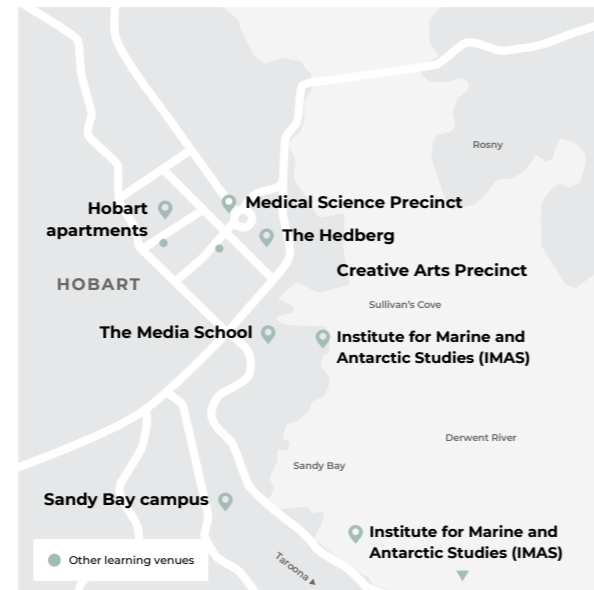 Rosny
Medical Science Precinct
Hobart
apartments
The Hedberg
Creative Arts Precinct
HOBART
Sullivan's Cove
The Media School
Institute for Marine and
Antarctic Studies (IMAS)
Derwent River
Sandy Bay
Sandy Bay campus
Institute for Marine and
Antarctic Studies (IMAS)
Other learning venues
Taroona